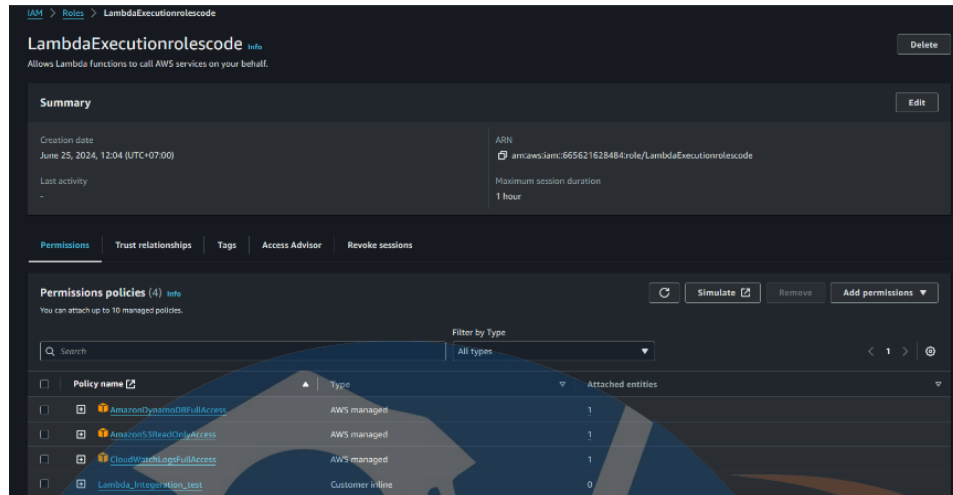 IAM > Roles > LambdaExecutionrolescode
LambdaExecutionrolescode Info
Delete
Allows Lambda functions to call AWS services on your behalf.
Summary
Edit
Creation date
June 25, 2024, 12:04 (UTC+07:00)
ARN
arn:aws:iam::665621628484:role/LambdaExecutionrolescode
Last activity
-
Maximum session duration
1 hour
Permissions Trust relationships Tags Access Advisor Revoke sessions
Permissions policies (4) Info
Simulate Remove Add permissions
You can attach up to 10 managed policies.
Filter by Type
Search
All types
1
Policy name Type Attached entities
AmazonDynamoDBFullAccess AWS managed 1
AmazonS3ReadOnlyAccess AWS managed 1
CloudWatchLogsFullAccess AWS managed 1
Lambda_Integeration_test Customer inline 0